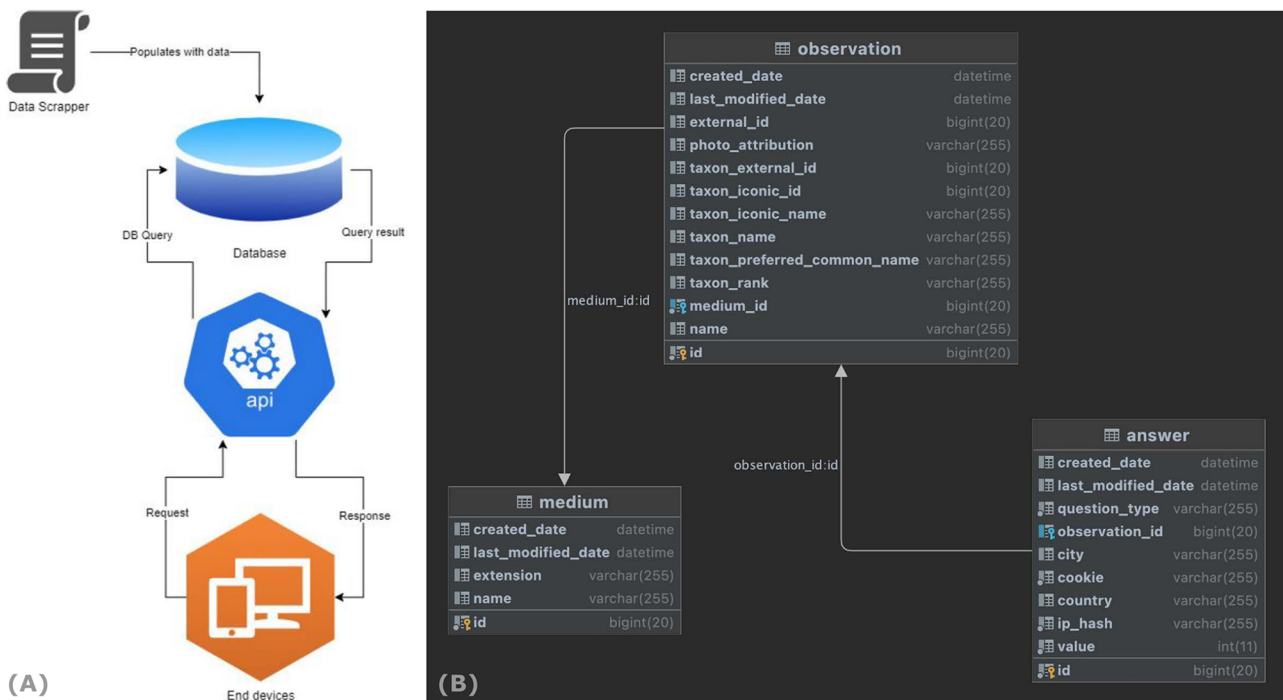 Data Scrapper
Populates with data
Database
DB Query
Query result
api
Request
Response
End devices
(A)
observation
created_date datetime
last_modified_date datetime
external_id bigint(20)
photo_attribution varchar(255)
taxon_external_id bigint(20)
taxon_iconic_id bigint(20)
taxon_iconic_name varchar(255)
taxon_name varchar(255)
taxon_preferred_common_name varchar(255)
taxon_rank varchar(255)
medium_id bigint(20)
name varchar(255)
id bigint(20)
medium_id:id
observation_id:id
medium
created_date datetime
last_modified_date datetime
extension varchar(255)
name varchar(255)
id bigint(20)
answer
created_date datetime
last_modified_date datetime
question_type varchar(255)
observation_id bigint(20)
city varchar(255)
cookie varchar(255)
country varchar(255)
ip_hash varchar(255)
value int(11)
id bigint(20)
(B)